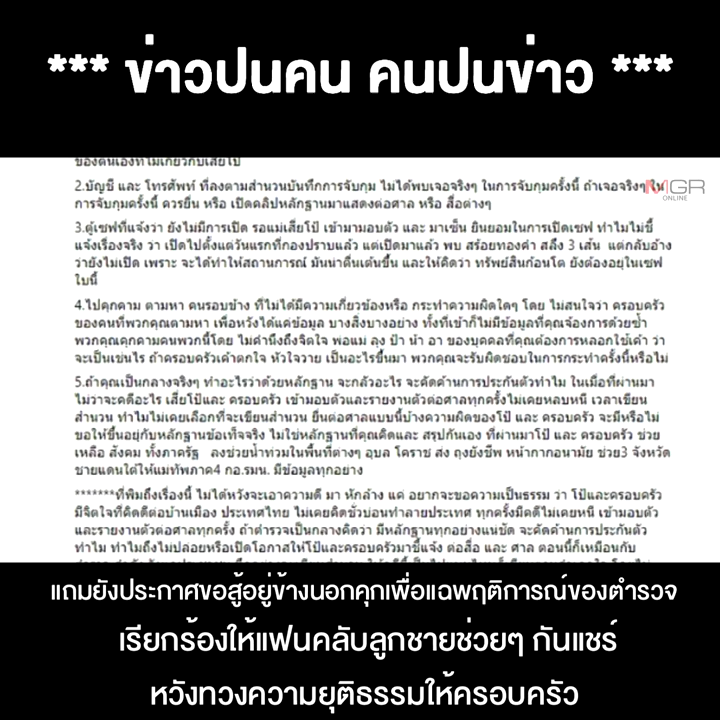 *** ข่าวปนคน คนปนข่าว ***
ของตนเองที่ไม่เกี่ยวกับเสี่ยโป้
MGR
ONLINE
2.บัญชี และ โทรศัพท์ ที่ลงตามสำนวนบันทึกการจับกุม ไม่ได้พบเจอจริงๆ ในการจับกุมครั้งนี้ ถ้าเจอจริงๆ ใน
การจับกุมครั้งนี้ ควรยื่น หรือ เปิดคลิปหลักฐานมาแสดงต่อศาล หรือ สื่อต่างๆ
3.ตู้เซฟที่แจ้งว่า ยังไม่มีการเปิด รอแม่เสี่ยโป้ เข้ามามอบตัว และ มาเซ็น ยินยอมในการเปิดเซฟ ทำไมไม่ชี้
แจ้งเรื่องจริง ว่า เปิดไปตั้งแต่วันแรกที่กองปราบแล้ว แต่เปิดมาแล้ว พบ สร้อยทองคำ สลึง 3 เส้น แต่กลับอ้าง
ว่ายังไม่เปิด เพราะ จะได้ทำให้สถานการณ์ มันน่าตื่นเต้นขึ้น และให้คิดว่า ทรัพย์สินก้อนโต ยังต้องอยู่ในเซฟ
ใบนี้
4.ไปคุกคาม ตามหา คนรอบข้าง ที่ไม่ได้มีความเกี่ยวข้องหรือ กระทำความผิดใดๆ โดย ไม่สนใจว่า ครอบครัว
ของคนที่พวกคุณตามหา เพื่อหวังได้แค่ข้อมูล บางสิ่งบางอย่าง ทั้งที่เข้าก็ไม่มีข้อมูลที่คุณจ้องการด้วยซ้ำ
พวกคุณคุกคามคนพวกนี้โดย ไม่คำนึงถึงจิตใจ พ่อแม่ ลุง ป้า น้า อา ของบุคคลที่คุณต้องการหลอกใช้เค้า ว่า
จะเป็นเช่นไร ถ้าครอบครัวเค้าตกใจ หัวใจวาย เป็นอะไรขึ้นมา พวกคุณจะรับผิดชอบในการกระทำครั้งนี้หรือไม่
5.ถ้าคุณเป็นกลางจริงๆ ทำอะไรว่าด้วยหลักฐาน จะกลัวอะไร จะคัดค้านการประกันตัวทำไม ในเมื่อที่ผ่านมา
ไม่ว่าจะคดีอะไร เสี่ยโป้และ ครอบครัว เข้ามอบตัวและรายงานตัวต่อศาลทุกครั้งไม่เคยหลบหนี เวลาเขียน
สำนวน ทำไมไม่เคยเลือกที่จะเขียนสำนวน ยื่นต่อศาลแบบนี้บ้างความผิดของโป้ และ ครอบครัว จะมีหรือไม่
ขอให้ขึ้นอยู่กับหลักฐานข้อเท็จจริง ไม่ใช่หลักฐานที่คุณคิดและ สรุปกันเอง ที่ผ่านมาโป้ และ ครอบครัว ช่วย
เหลือ สังคม ทั้งภาครัฐ ลงช่วยน้ำท่วมในพื้นที่ต่างๆ อุบล โคราช ส่ง ถุงยังชีพ หน้ากากอนามัย ช่วย3 จังหวัด
ชายแดนใต้ให้แม่ทัพภาค4 กอ.รมน. มีข้อมูลทุกอย่าง
*******ที่พิมถึงเรื่องนี้ ไม่ได้หวังจะเอาความดี มา หักล้าง แค่ อยากจะขอความเป็นธรรม ว่า โป้และครอบครัว
มีจิตใจที่คิดดีต่อบ้านเมือง ประเทศไทย ไม่เคยคิดชั่วบ่อนทำลายประเทศ ทุกครั้งมีคดีไม่เคยหนี เข้ามอบตัว
และรายงานตัวต่อศาลทุกครั้ง ถ้าตำรวจเป็นกลางคิดว่า มีหลักฐานทุกอย่างแน่ชัด จะคัดค้านการประกันตัว
ทำไม ทำไมถึงไม่ปล่อยหรือเปิดโอกาสให้โป้และครอบครัวมาชี้แจ้ง ต่อสื่อ และ ศาล ตอนนี้ก็เหมือนกับ
แถมยังประกาศขอสู้อยู่ข้างนอกคุกเพื่อแฉพฤติการณ์ของตำรวจ
เรียกร้องให้แฟนคลับลูกชายช่วยๆ กันแชร์
หวังทวงความยุติธรรมให้ครอบครัว